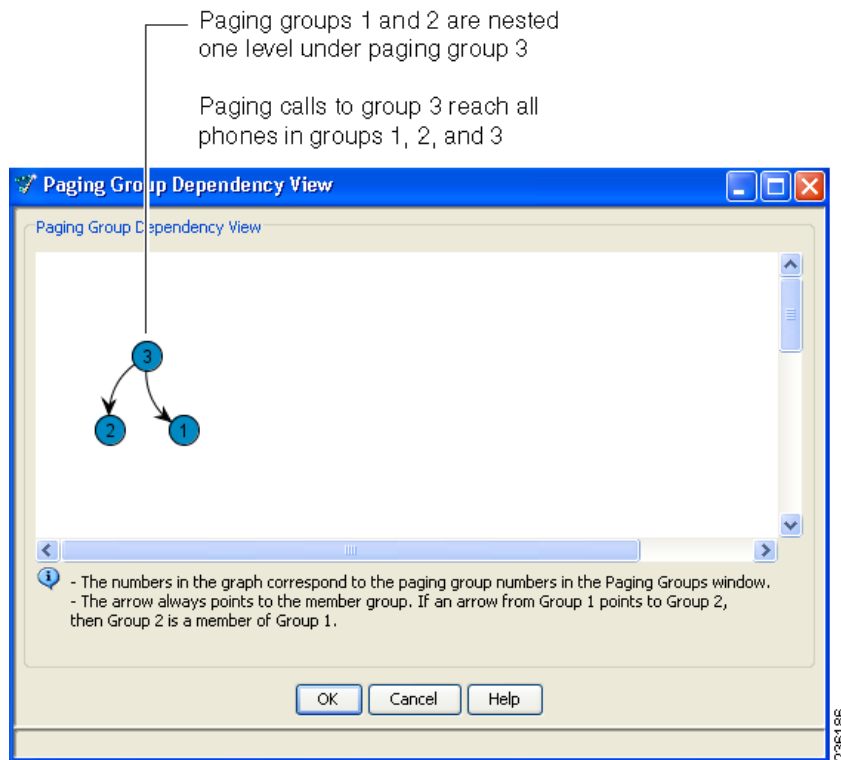 Paging groups 1 and 2 are nested
one level under paging group 3
Paging calls to group 3 reach all
phones in groups 1, 2, and 3
Paging Group Dependency View
Paging Group Dependency View
3
2
1
- The numbers in the graph correspond to the paging group numbers in the Paging Groups window.
- The arrow always points to the member group. If an arrow from Group 1 points to Group 2,
then Group 2 is a member of Group 1.
OK Cancel Help
236186